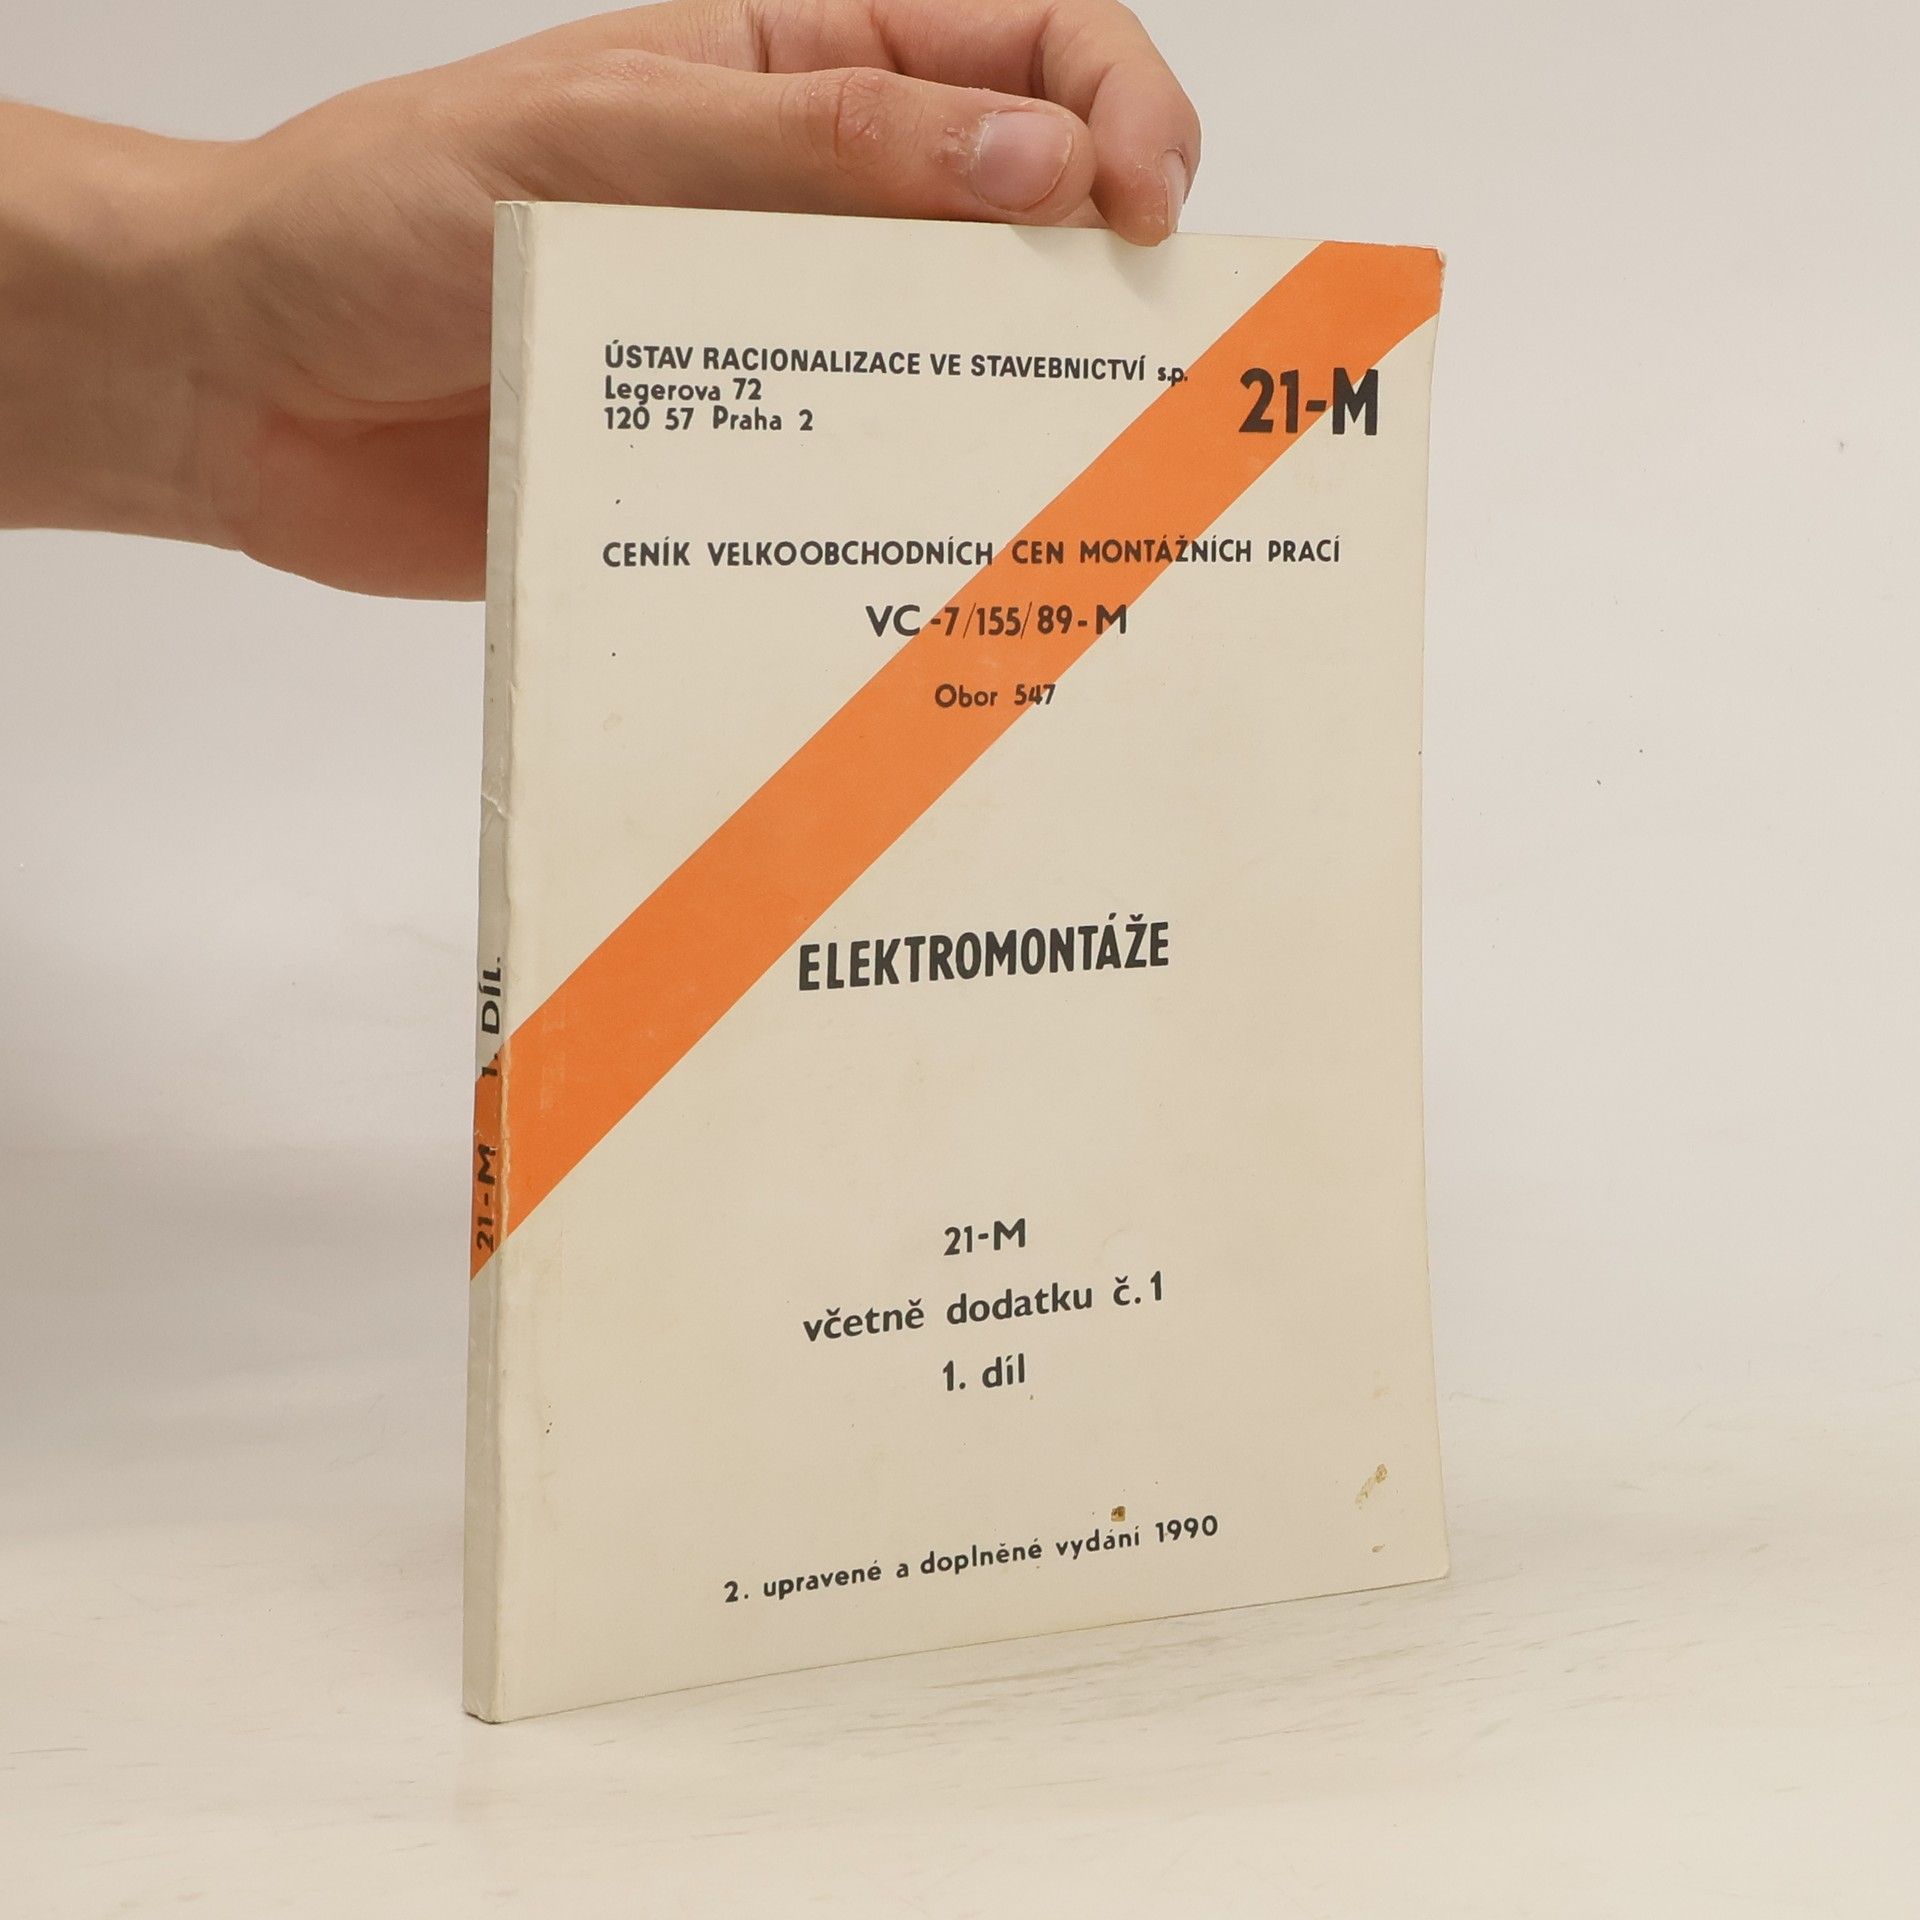 ÚSTAV RACIONALIZACE VE STAVEBNICTVÍ s.p.
Legerova 72
120 57 Praha 2
21-M
CENÍK VELKOOBCHODNÍCH CEN MONTÁŽNÍCH PRACÍ
VC-7/155/89-M
Obor 547
ELEKTROMONTÁŽE
21-M
včetně dodatku č.1
1. díl
2. upravené a doplněné vydání 1990
21-M 1. DÍL